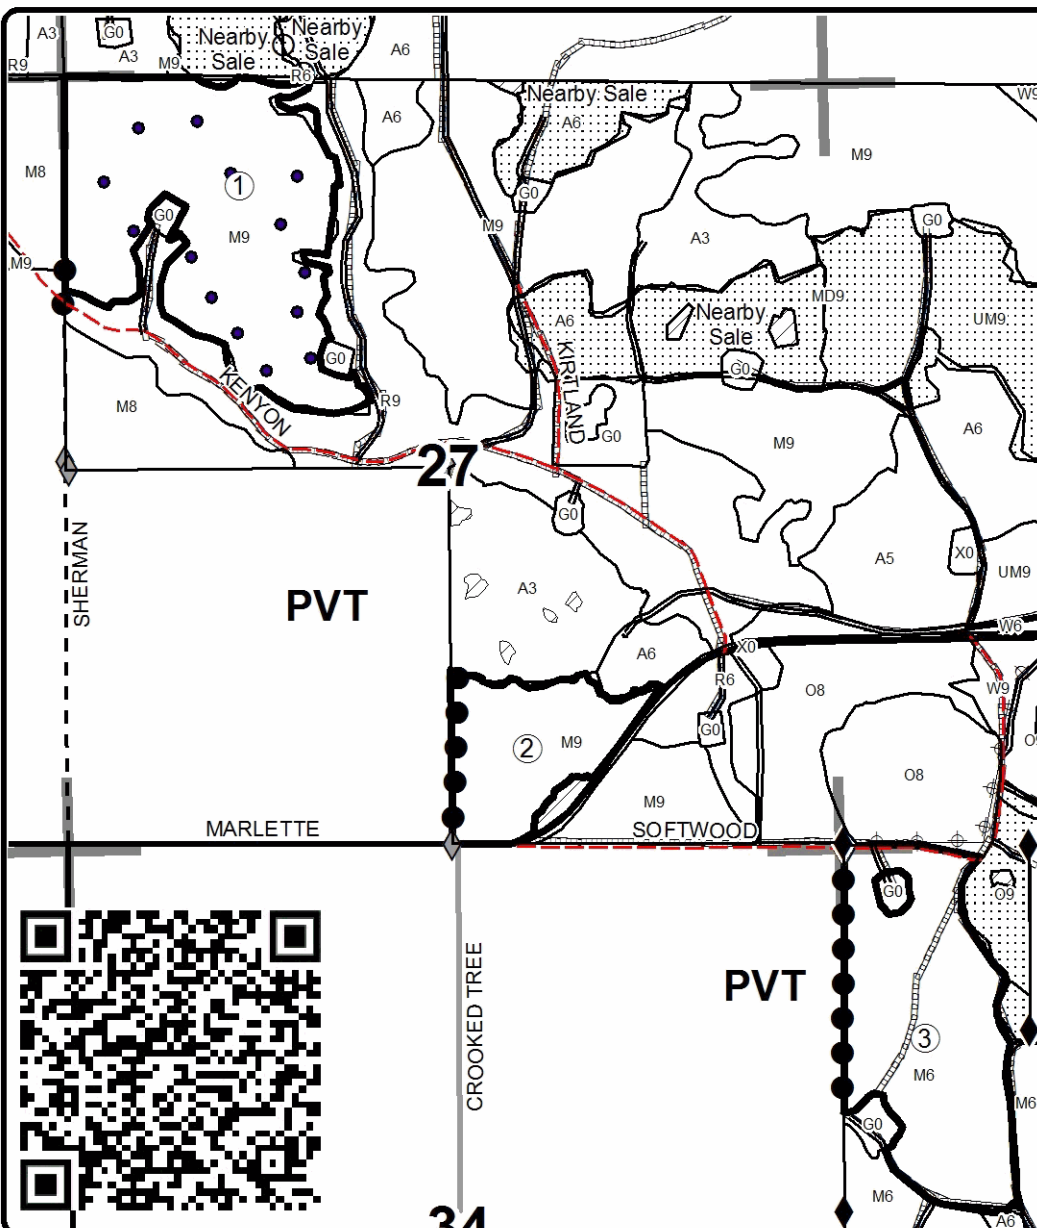 A3
G0
A3
R9
M9
Nearby
Sale
Nearby
Sale
R6
A6
A6
Nearby Sale
A6
W9
M9
M8
1
G0
M9
G0
M9
G0
A3
M9
MD9
UM9
A6
Nearby
Sale
G0
G0
KENYON
KIRTLAND
R9
M8
G0
M9
A6
27
G0
SHERMAN
PVT
A3
A5
X0
UM9
W6
A6
X0
R6
O8
W9
G0
2
M9
O8
M9
MARLETTE
SOFTWOOD
G0
O9
CROOKED TREE
PVT
3
M6
M6
G0
M6
A6
34